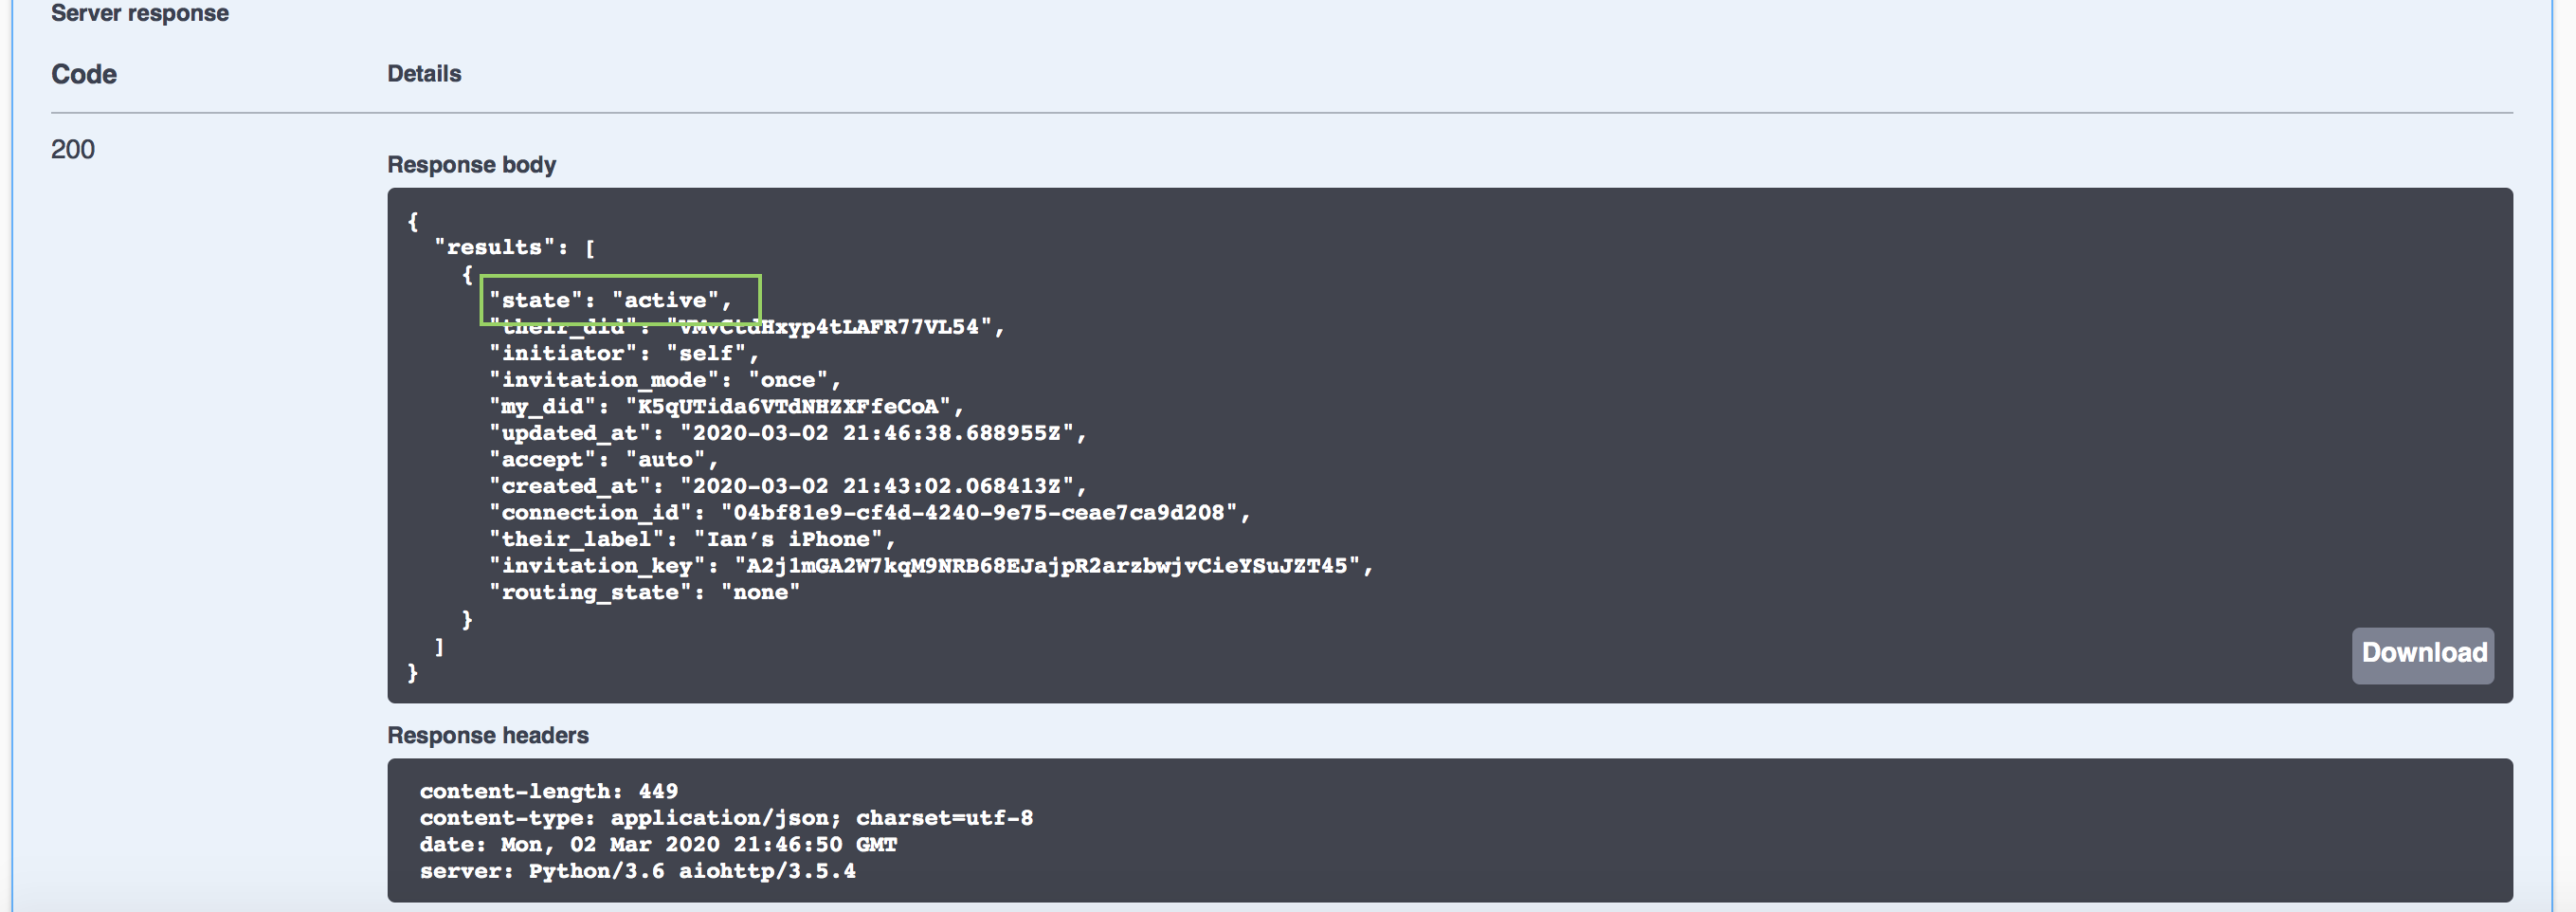 Server response
Code Details
200
Response body
{
"results": [
{
"state": "active",
"their_did": "VMvCtdHxyp4tLAFR77VL54",
"initiator": "self",
"invitation_mode": "once",
"my_did": "K5qUTida6VTdNHZXFfeCoA",
"updated_at": "2020-03-02 21:46:38.688955Z",
"accept": "auto",
"created_at": "2020-03-02 21:43:02.068413Z",
"connection_id": "04bf81e9-cf4d-4240-9e75-ceae7ca9d208",
"their_label": "Ian’s iPhone",
"invitation_key": "A2j1mGA2W7kqM9NRB68EJajpR2arzbwjvCieYSuJZT45",
"routing_state": "none"
}
]
}
Download
Response headers
content-length: 449
content-type: application/json; charset=utf-8
date: Mon, 02 Mar 2020 21:46:50 GMT
server: Python/3.6 aiohttp/3.5.4